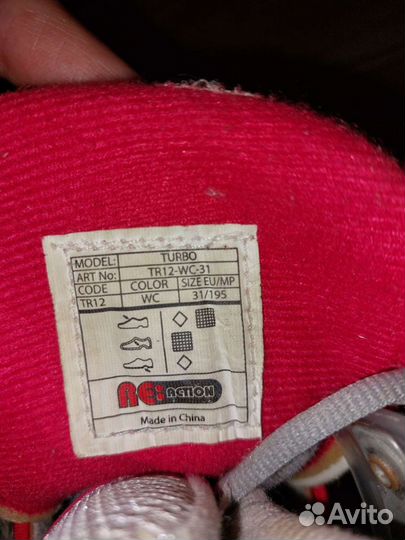 MODEL: TURBO
ART No: TR12-WC-31
CODE COLOR SIZE EU/MP
TR12 WC 31/195
RE:ACTION
Made in China
Avito